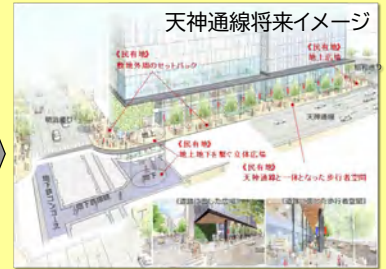 天神通線将来イメージ
《民有地》
敷地外周のセットバック
《民有地》
地上広場
昭和通り
明治通り
天神通線
《民有地》
地上地下を繋ぐ立体広場
《民有地》
天神通線と一体となった歩行者空間
地下鉄コンコース